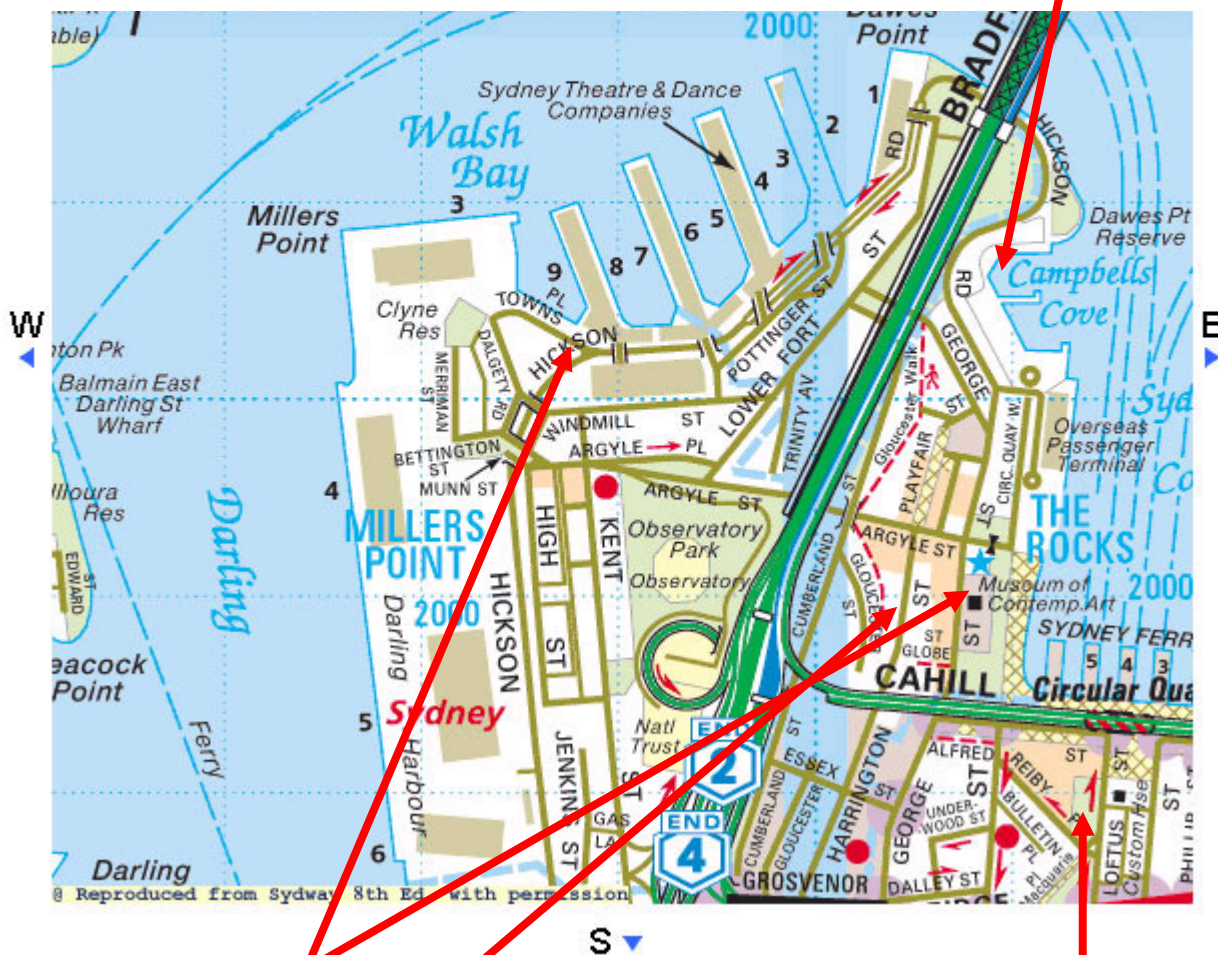 able)
2000
Dawes
Point
BRADF
Sydney Theatre & Dance
Companies
1
2
3
4
5
6
7
8
9
Walsh
Bay
RD
HICKSON
3
Millers
Point
Dawes Pt
Reserve
Campbells
Cove
W
E
Clyne
Res
TOWNS
PL
HICKSON
POTTINGER ST
LOWER FORT
ST
RD
GEORGE
ST
nton Pk
Balmain East
Darling St
Wharf
MERRIMAN
ST
DALGETY
RD
WINDMILL ST
ARGYLE PL
TRINITY AV
Gloucester Walk
PLAYFAIR
ST
CIRC. QUAY W.
Overseas
Passenger
Terminal
Syd
Co
BETTINGTON
ST
MUNN ST
4
lloura
Res
EDWARD
ST
Darling
MILLERS
POINT
2000
HIGH
ST
KENT
ST
ARGYLE ST
Observatory
Park
Observatory
CUMBERLAND
ST
ARGYLE ST
THE
ROCKS
Museum of
Contemp.Art
2000
SYDNEY FERR
5
4
3
ST
GLOBE
ST
ST
CAHILL
Circular Qua
eacock
Point
Darling
Harbour
HICKSON
Sydney
5
Ferry
Natl
Trust
END
2
END
4
JENKINS ST
GAS
LA
ST
ESSEX
ST
CUMBERLAND
GLOUCESTER
HARRINGTON
GEORGE
ALFRED
ST
ST
REIBY
PL
BULLETIN
PL
UNDER-
WOOD ST
Macquarie
PL
LOFTUS
ST
Custom Hse
ST
GROSVENOR
DALLEY ST
Darling
6
@ Reproduced from Sydway 8th Ed. with permission
S